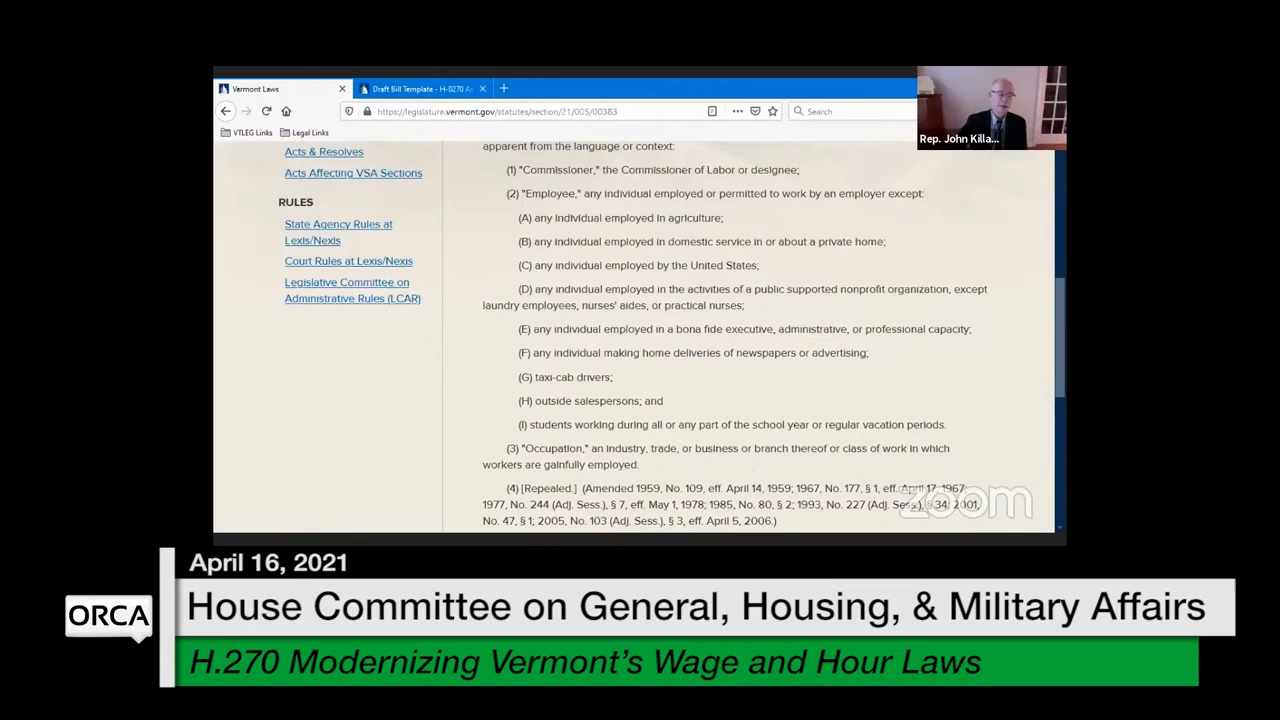 Vermont Laws
Draft Bill Template - H-0270 As
https://legislature.vermont.gov/statutes/section/21/005/00383
Search
VTLEG Links
Legal Links
Rep. John Killa...
Acts & Resolves
Acts Affecting VSA Sections
RULES
State Agency Rules at
Lexis/Nexis
Court Rules at Lexis/Nexis
Legislative Committee on
Administrative Rules (LCAR)
apparent from the language or context:
(1) "Commissioner," the Commissioner of Labor or designee;
(2) "Employee," any individual employed or permitted to work by an employer except:
(A) any individual employed in agriculture;
(B) any individual employed in domestic service in or about a private home;
(C) any individual employed by the United States;
(D) any individual employed in the activities of a public supported nonprofit organization, except
laundry employees, nurses' aides, or practical nurses;
(E) any individual employed in a bona fide executive, administrative, or professional capacity;
(F) any individual making home deliveries of newspapers or advertising;
(G) taxi-cab drivers;
(H) outside salespersons; and
(I) students working during all or any part of the school year or regular vacation periods.
(3) "Occupation," an industry, trade, or business or branch thereof or class of work in which
workers are gainfully employed.
(4) [Repealed.] (Amended 1959, No. 109, eff. April 14, 1959; 1967, No. 177, § 1, eff. April 17, 1967;
1977, No. 244 (Adj. Sess.), § 7, eff. May 1, 1978; 1985, No. 80, § 2; 1993, No. 227 (Adj. Sess.), § 34; 2001,
No. 47, § 1; 2005, No. 103 (Adj. Sess.), § 3, eff. April 5, 2006.)
zoom
April 16, 2021
ORCA
House Committee on General, Housing, & Military Affairs
H.270 Modernizing Vermont's Wage and Hour Laws